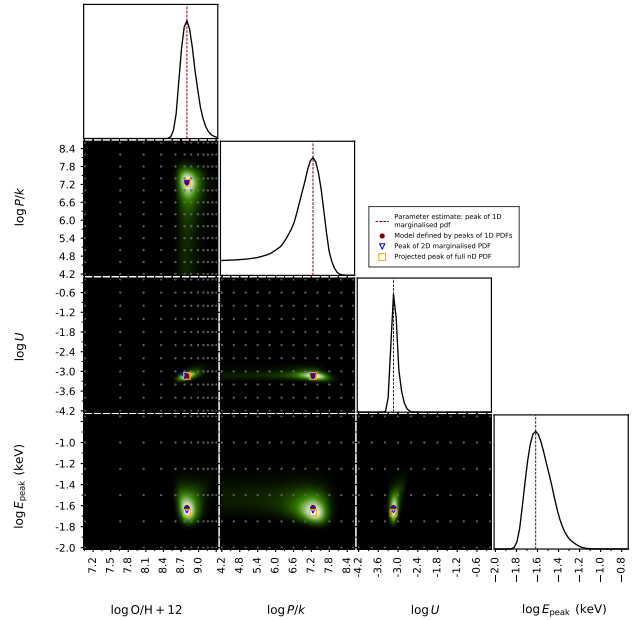 8.4
7.8
7.2
6.6
6.0
5.4
4.8
4.2
log P/k
Parameter estimate: peak of 1D
marginalised pdf
Model defined by peaks of 1D PDFs
Peak of 2D marginalised PDF
Projected peak of full nD PDF
−0.6
−1.2
−1.8
−2.4
−3.0
−3.6
−4.2
log U
−1.0
−1.2
−1.4
−1.6
−1.8
−2.0
log E_peak (keV)
7.2 7.5 7.8 8.1 8.4 8.7 9.0
4.2 4.8 5.4 6.0 6.6 7.2 7.8 8.4
−4.2 −3.6 −3.0 −2.4 −1.8 −1.2 −0.6
−2.0 −1.8 −1.6 −1.4 −1.2 −1.0 −0.8
log O/H + 12
log P/k
log U
log E_peak (keV)